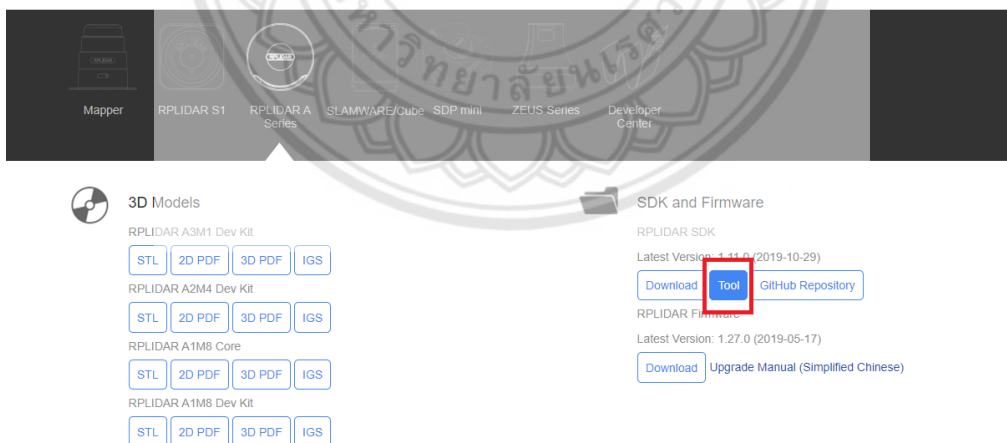 Mapper
RPLIDAR S1
RPLIDAR A Series
SLAMWARE/Cube
SDP mini
ZEUS Series
Developer Center
3D Models
RPLIDAR A3M1 Dev Kit
STL 2D PDF 3D PDF IGS
RPLIDAR A2M4 Dev Kit
STL 2D PDF 3D PDF IGS
RPLIDAR A1M8 Core
STL 2D PDF 3D PDF IGS
RPLIDAR A1M8 Dev Kit
STL 2D PDF 3D PDF IGS
SDK and Firmware
RPLIDAR SDK
Latest Version: 1.11.0 (2019-10-29)
Download Tool GitHub Repository
RPLIDAR Firmware
Latest Version: 1.27.0 (2019-05-17)
Download Upgrade Manual (Simplified Chinese)